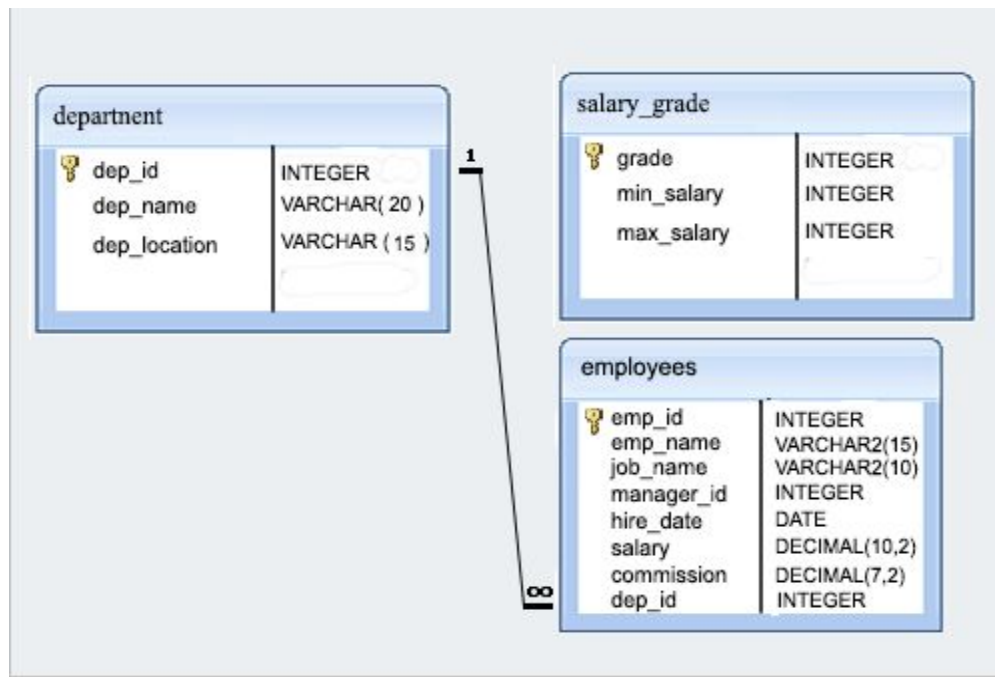 departnent
dep_id INTEGER
dep_name VARCHAR( 20 )
dep_location VARCHAR ( 15 )
1
salary_grade
grade INTEGER
min_salary INTEGER
max_salary INTEGER
employees
emp_id INTEGER
emp_name VARCHAR2(15)
job_name VARCHAR2(10)
manager_id INTEGER
hire_date DATE
salary DECIMAL(10,2)
commission DECIMAL(7,2)
dep_id INTEGER
∞